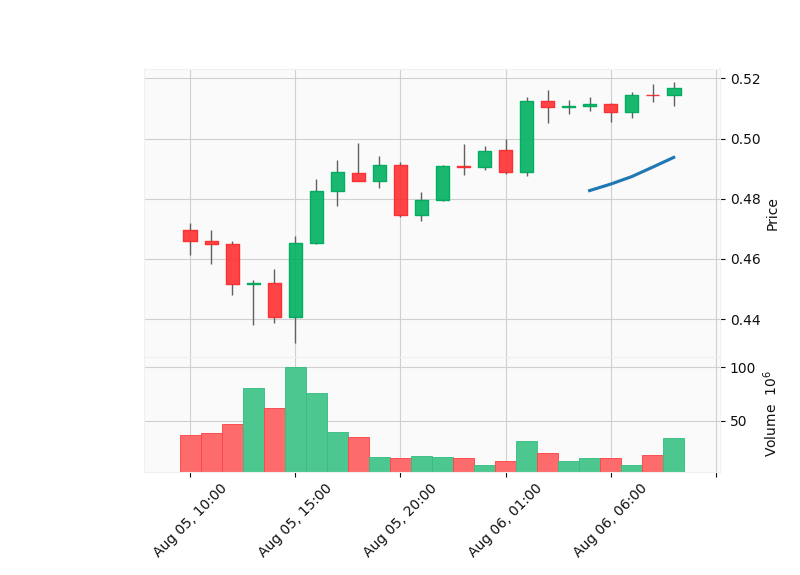 0.52
0.50
0.48
0.46
0.44
Price
100
50
Volume 10^6
Aug 05, 10:00
Aug 05, 15:00
Aug 05, 20:00
Aug 06, 01:00
Aug 06, 06:00